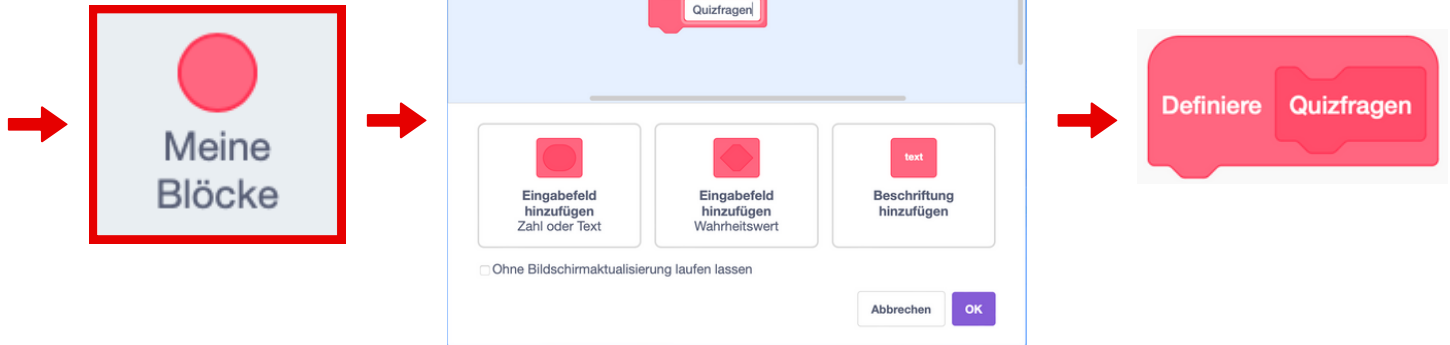 Meine
Blöcke
Quizfragen
Eingabefeld
hinzufügen
Zahl oder Text
Eingabefeld
hinzufügen
Wahrheitswert
text
Beschriftung
hinzufügen
Ohne Bildschirmaktualisierung laufen lassen
Abbrechen OK
Definiere Quizfragen